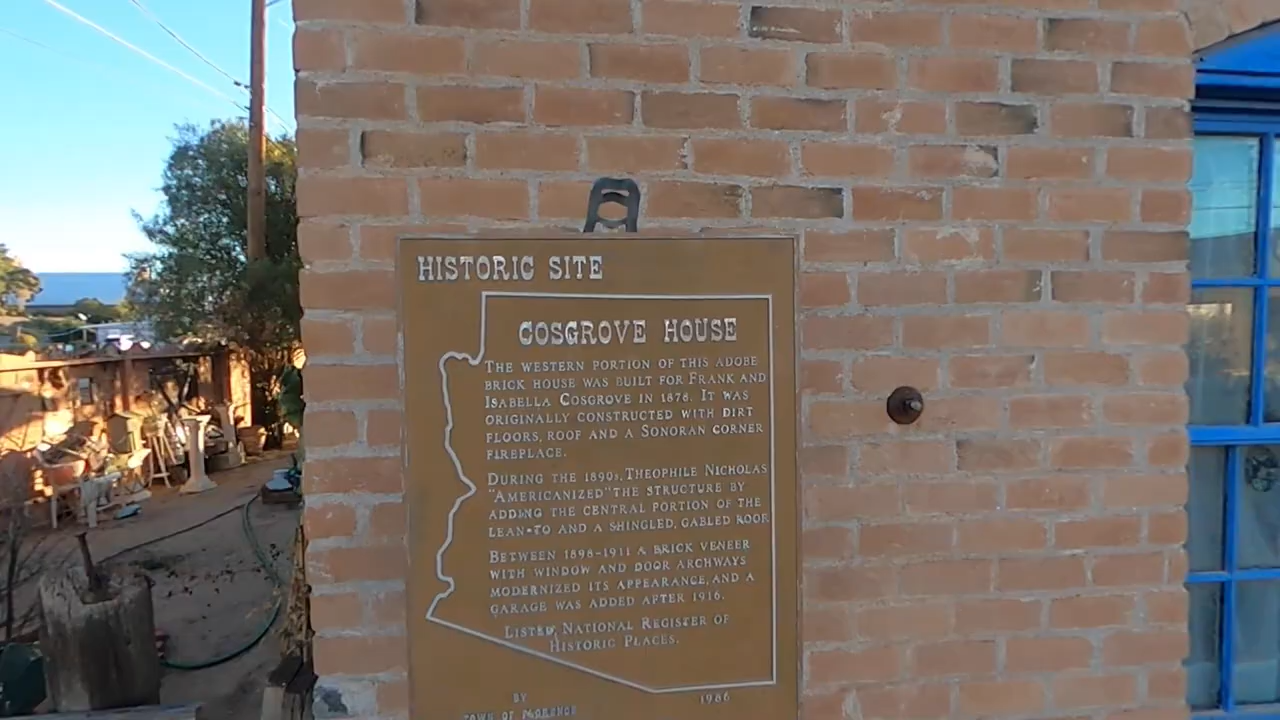 HISTORIC SITE
COSGROVE HOUSE
THE WESTERN PORTION OF THIS ADOBE
BRICK HOUSE WAS BUILT FOR FRANK AND
ISABELLA COSGROVE IN 1878. IT WAS
ORIGINALLY CONSTRUCTED WITH DIRT
FLOORS, ROOF AND A SONORAN CORNER
FIREPLACE.
DURING THE 1890s, THEOPHILE NICHOLAS
"AMERICANIZED" THE STRUCTURE BY
ADDING THE CENTRAL PORTION OF THE
LEAN-TO AND A SHINGLED, GABLED ROOF.
BETWEEN 1898-1911 A BRICK VENEER
WITH WINDOW AND DOOR ARCHWAYS
MODERNIZED ITS APPEARANCE, AND A
GARAGE WAS ADDED AFTER 1916.
LISTED, NATIONAL REGISTER OF
HISTORIC PLACES.
BY 1986
TOWN OF FLORENCE